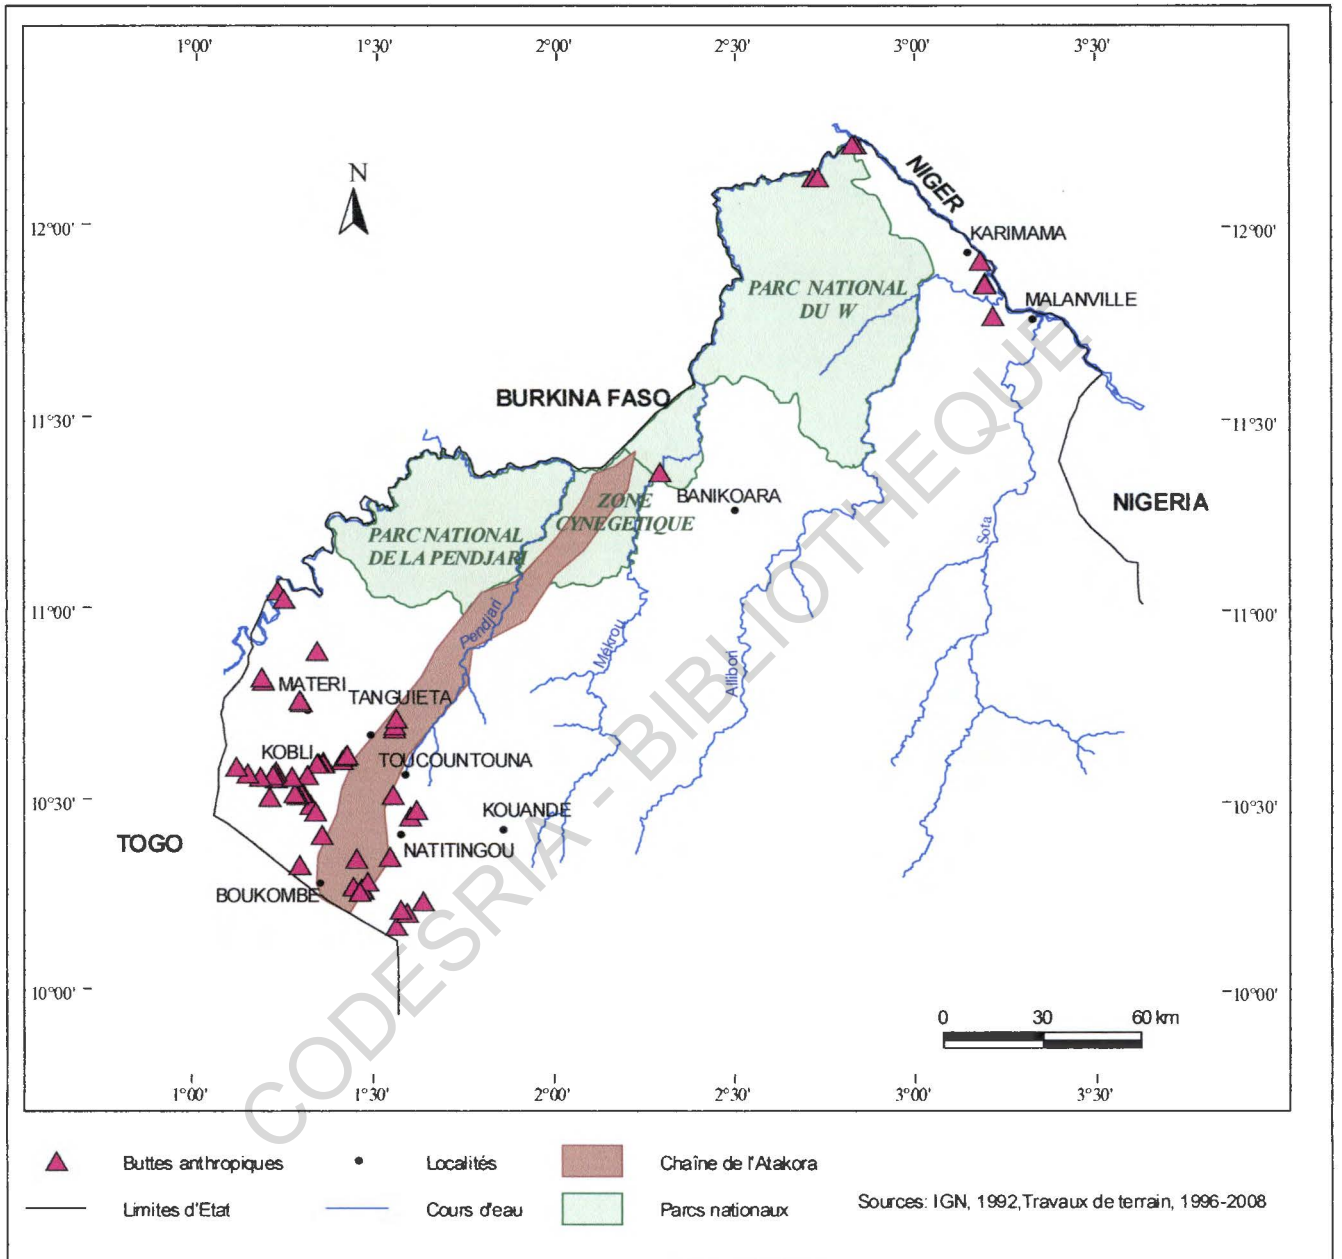 1°00' 1°30' 2°00' 2°30' 3°00' 3°30'
N
NIGER
12°00' 12°00'
KARIMAMA
PARC NATIONAL
DU W
MALANVILLE
BURKINA FASO
11°30' 11°30'
BANIKOARA
ZONE
CYNEGETIQUE
NIGERIA
PARC NATIONAL
DE LA PENDJARI
Sota
11°00' 11°00'
Pendjari
Mékrou
Alibori
MATERI
TANGUIETA
KOBLI
TOUCOUNTOUNA
10°30' 10°30'
KOUANDE
TOGO
NATITINGOU
BOUKOMBE
10°00' 10°00'
0 30 60 km
1°00' 1°30' 2°00' 2°30' 3°00' 3°30'
CODESRIA - BIBLIOTHEQUE
Buttes anthropiques Localités Chaîne de l'Atakora
Limites d'Etat Cours d'eau Parcs nationaux Sources: IGN, 1992,Travaux de terrain, 1996-2008